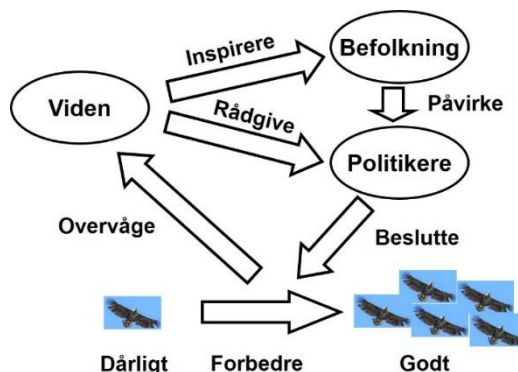 Inspirere
Befolkning
Viden
Rådgive
Påvirke
Politikere
Overvåge
Beslutte
Dårligt
Forbedre
Godt